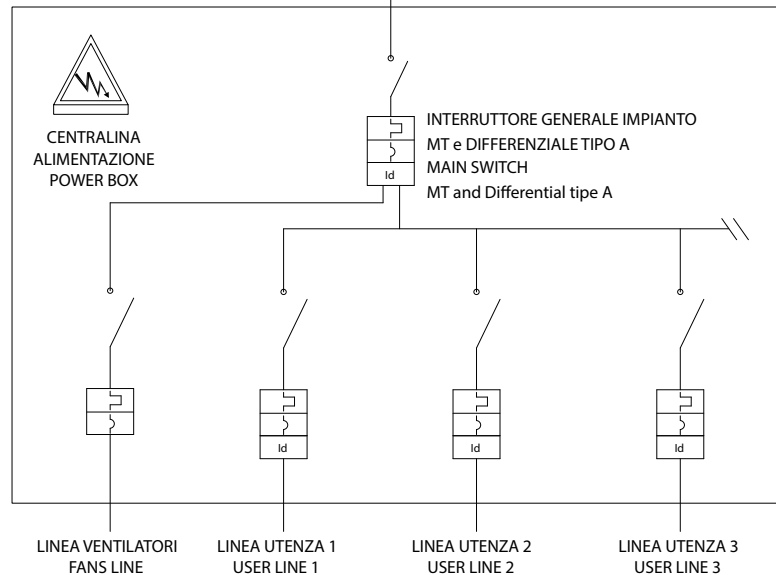 CENTRALINA
ALIMENTAZIONE
POWER BOX
INTERRUTTORE GENERALE IMPIANTO
MT e DIFFERENZIALE TIPO A
MAIN SWITCH
MT and Differential tipe A
Id
Id
Id
Id
LINEA VENTILATORI
FANS LINE
LINEA UTENZA 1
USER LINE 1
LINEA UTENZA 2
USER LINE 2
LINEA UTENZA 3
USER LINE 3